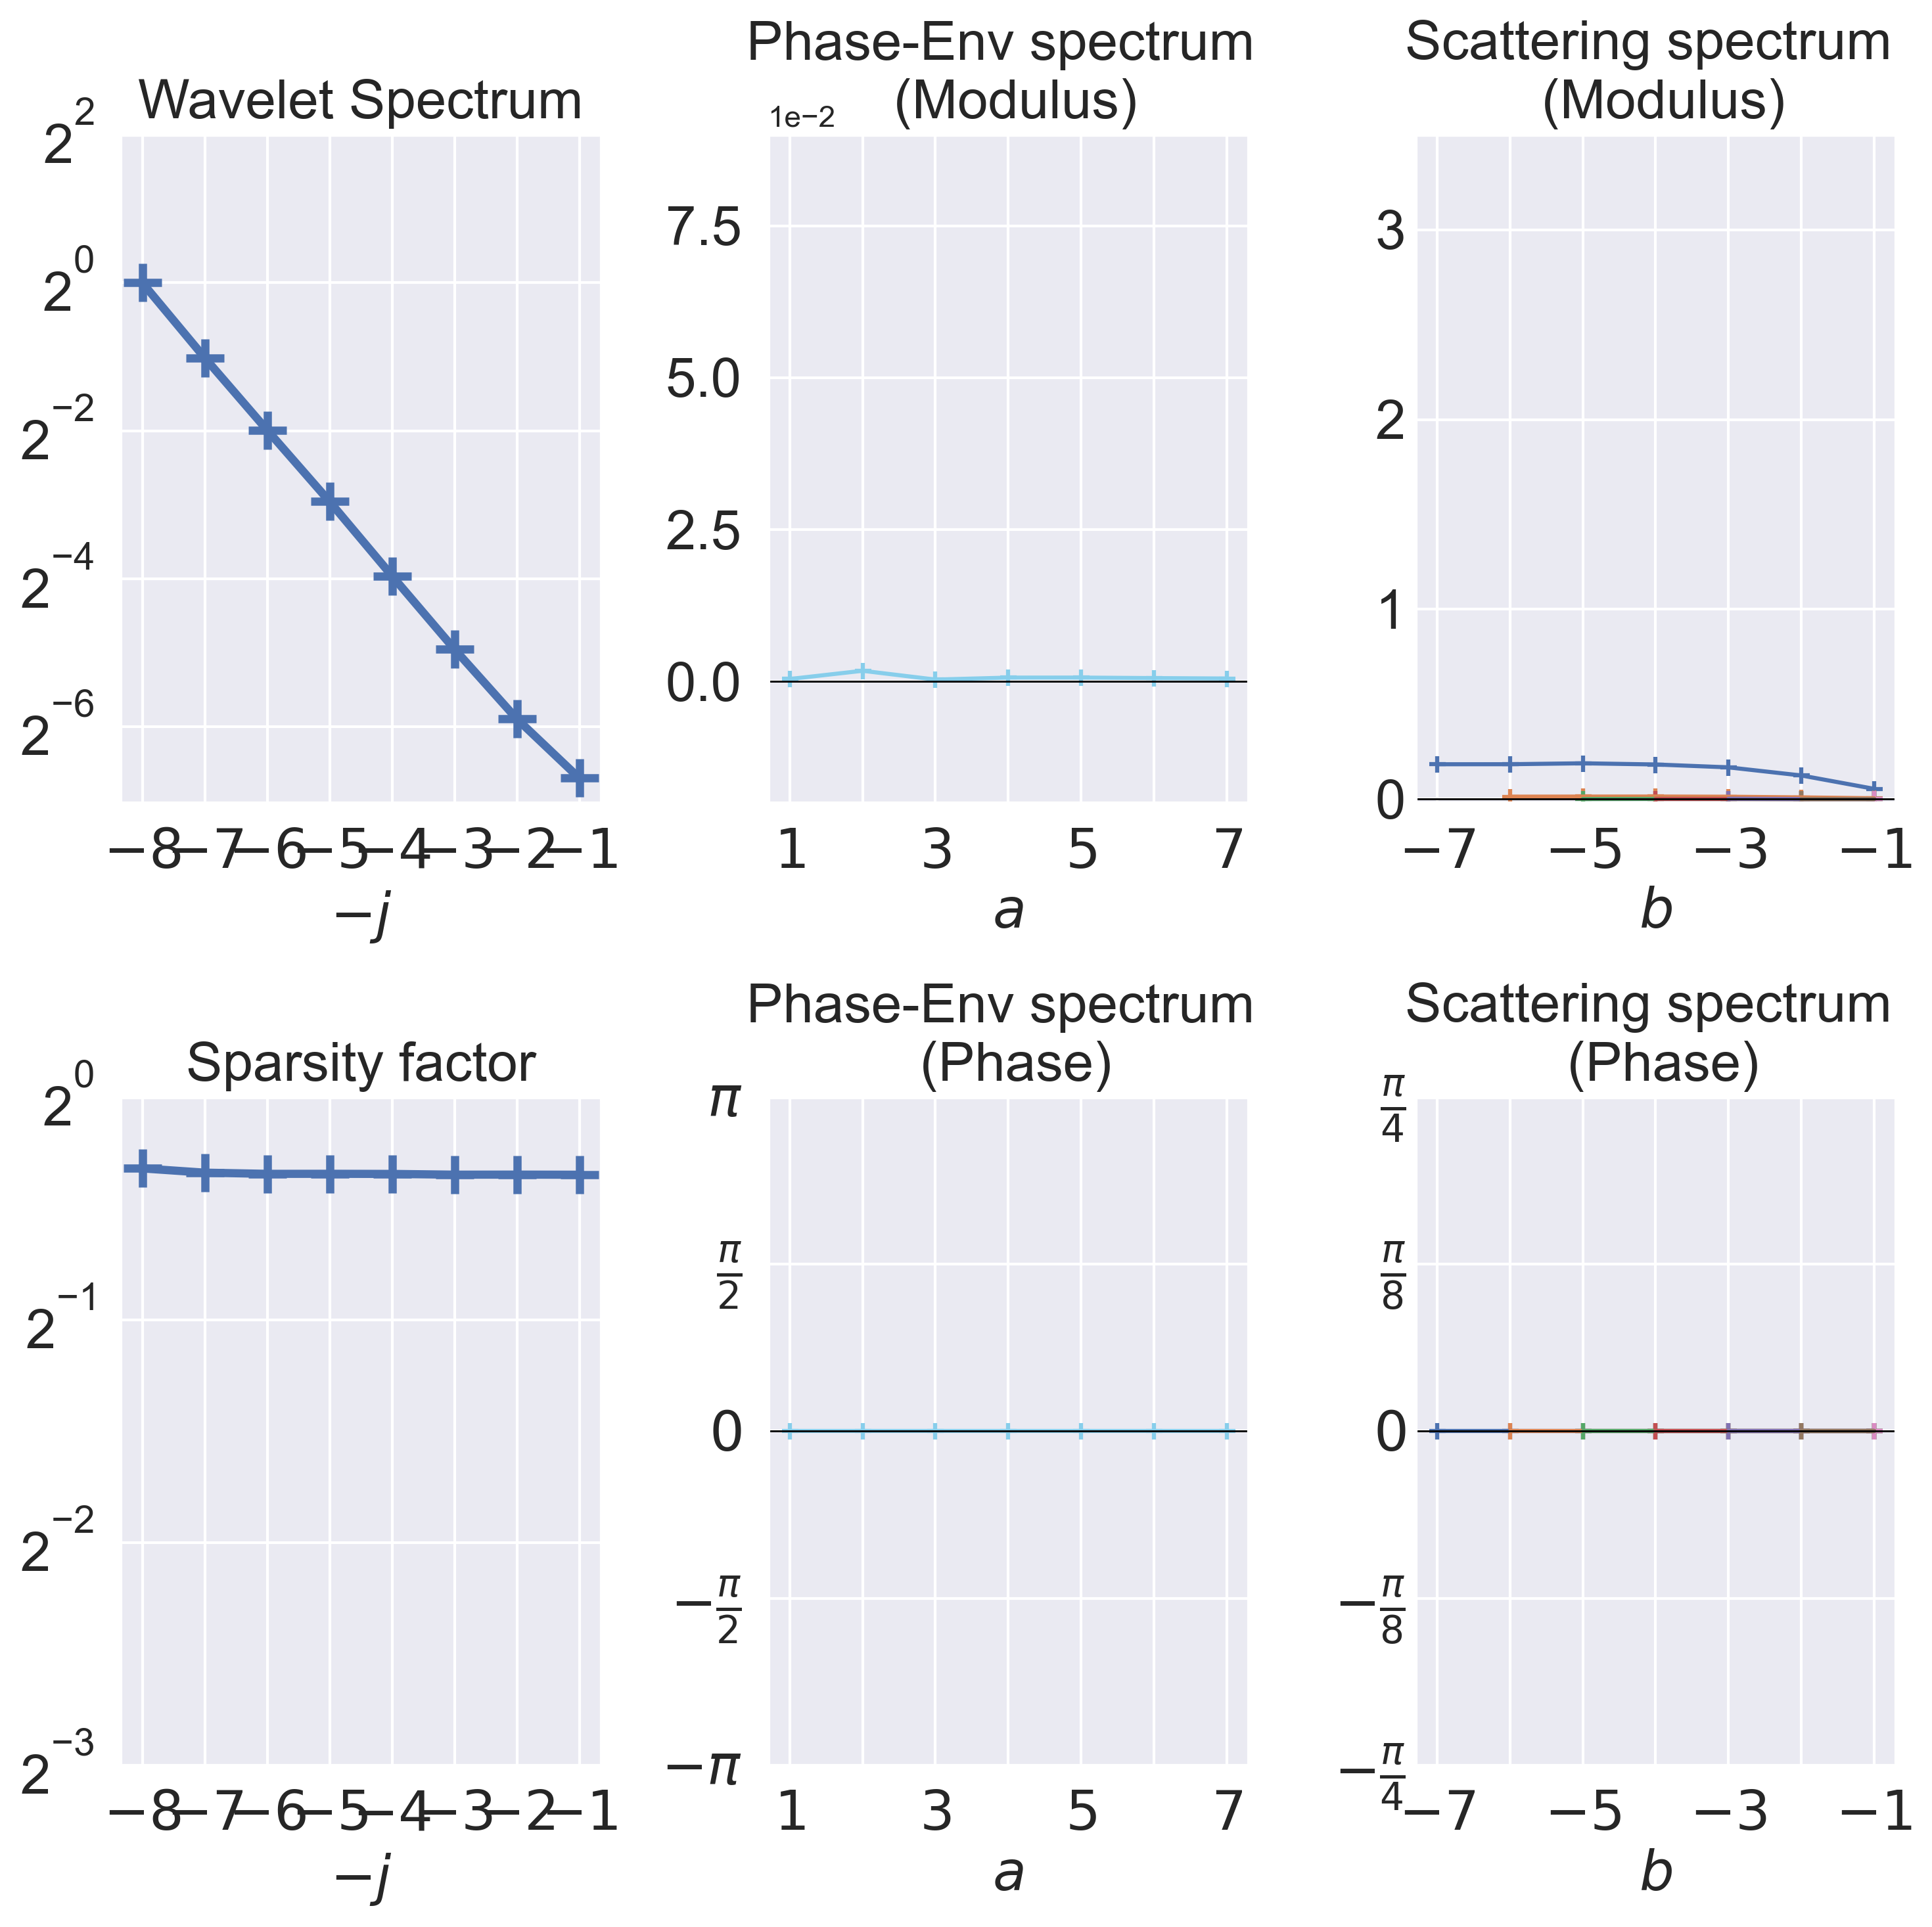 Wavelet Spectrum
2^2
2^0
2^−2
2^−4
2^−6
−8 −7 −6 −5 −4 −3 −2 −1
−j
Phase-Env spectrum
(Modulus)
1e−2
7.5
5.0
2.5
0.0
1 3 5 7
a
Scattering spectrum
(Modulus)
3
2
1
0
−7 −5 −3 −1
b
Sparsity factor
2^0
2^−1
2^−2
2^−3
−8 −7 −6 −5 −4 −3 −2 −1
−j
Phase-Env spectrum
(Phase)
π
π/2
0
−π/2
−π
1 3 5 7
a
Scattering spectrum
(Phase)
π/4
π/8
0
−π/8
−π/4
−7 −5 −3 −1
b